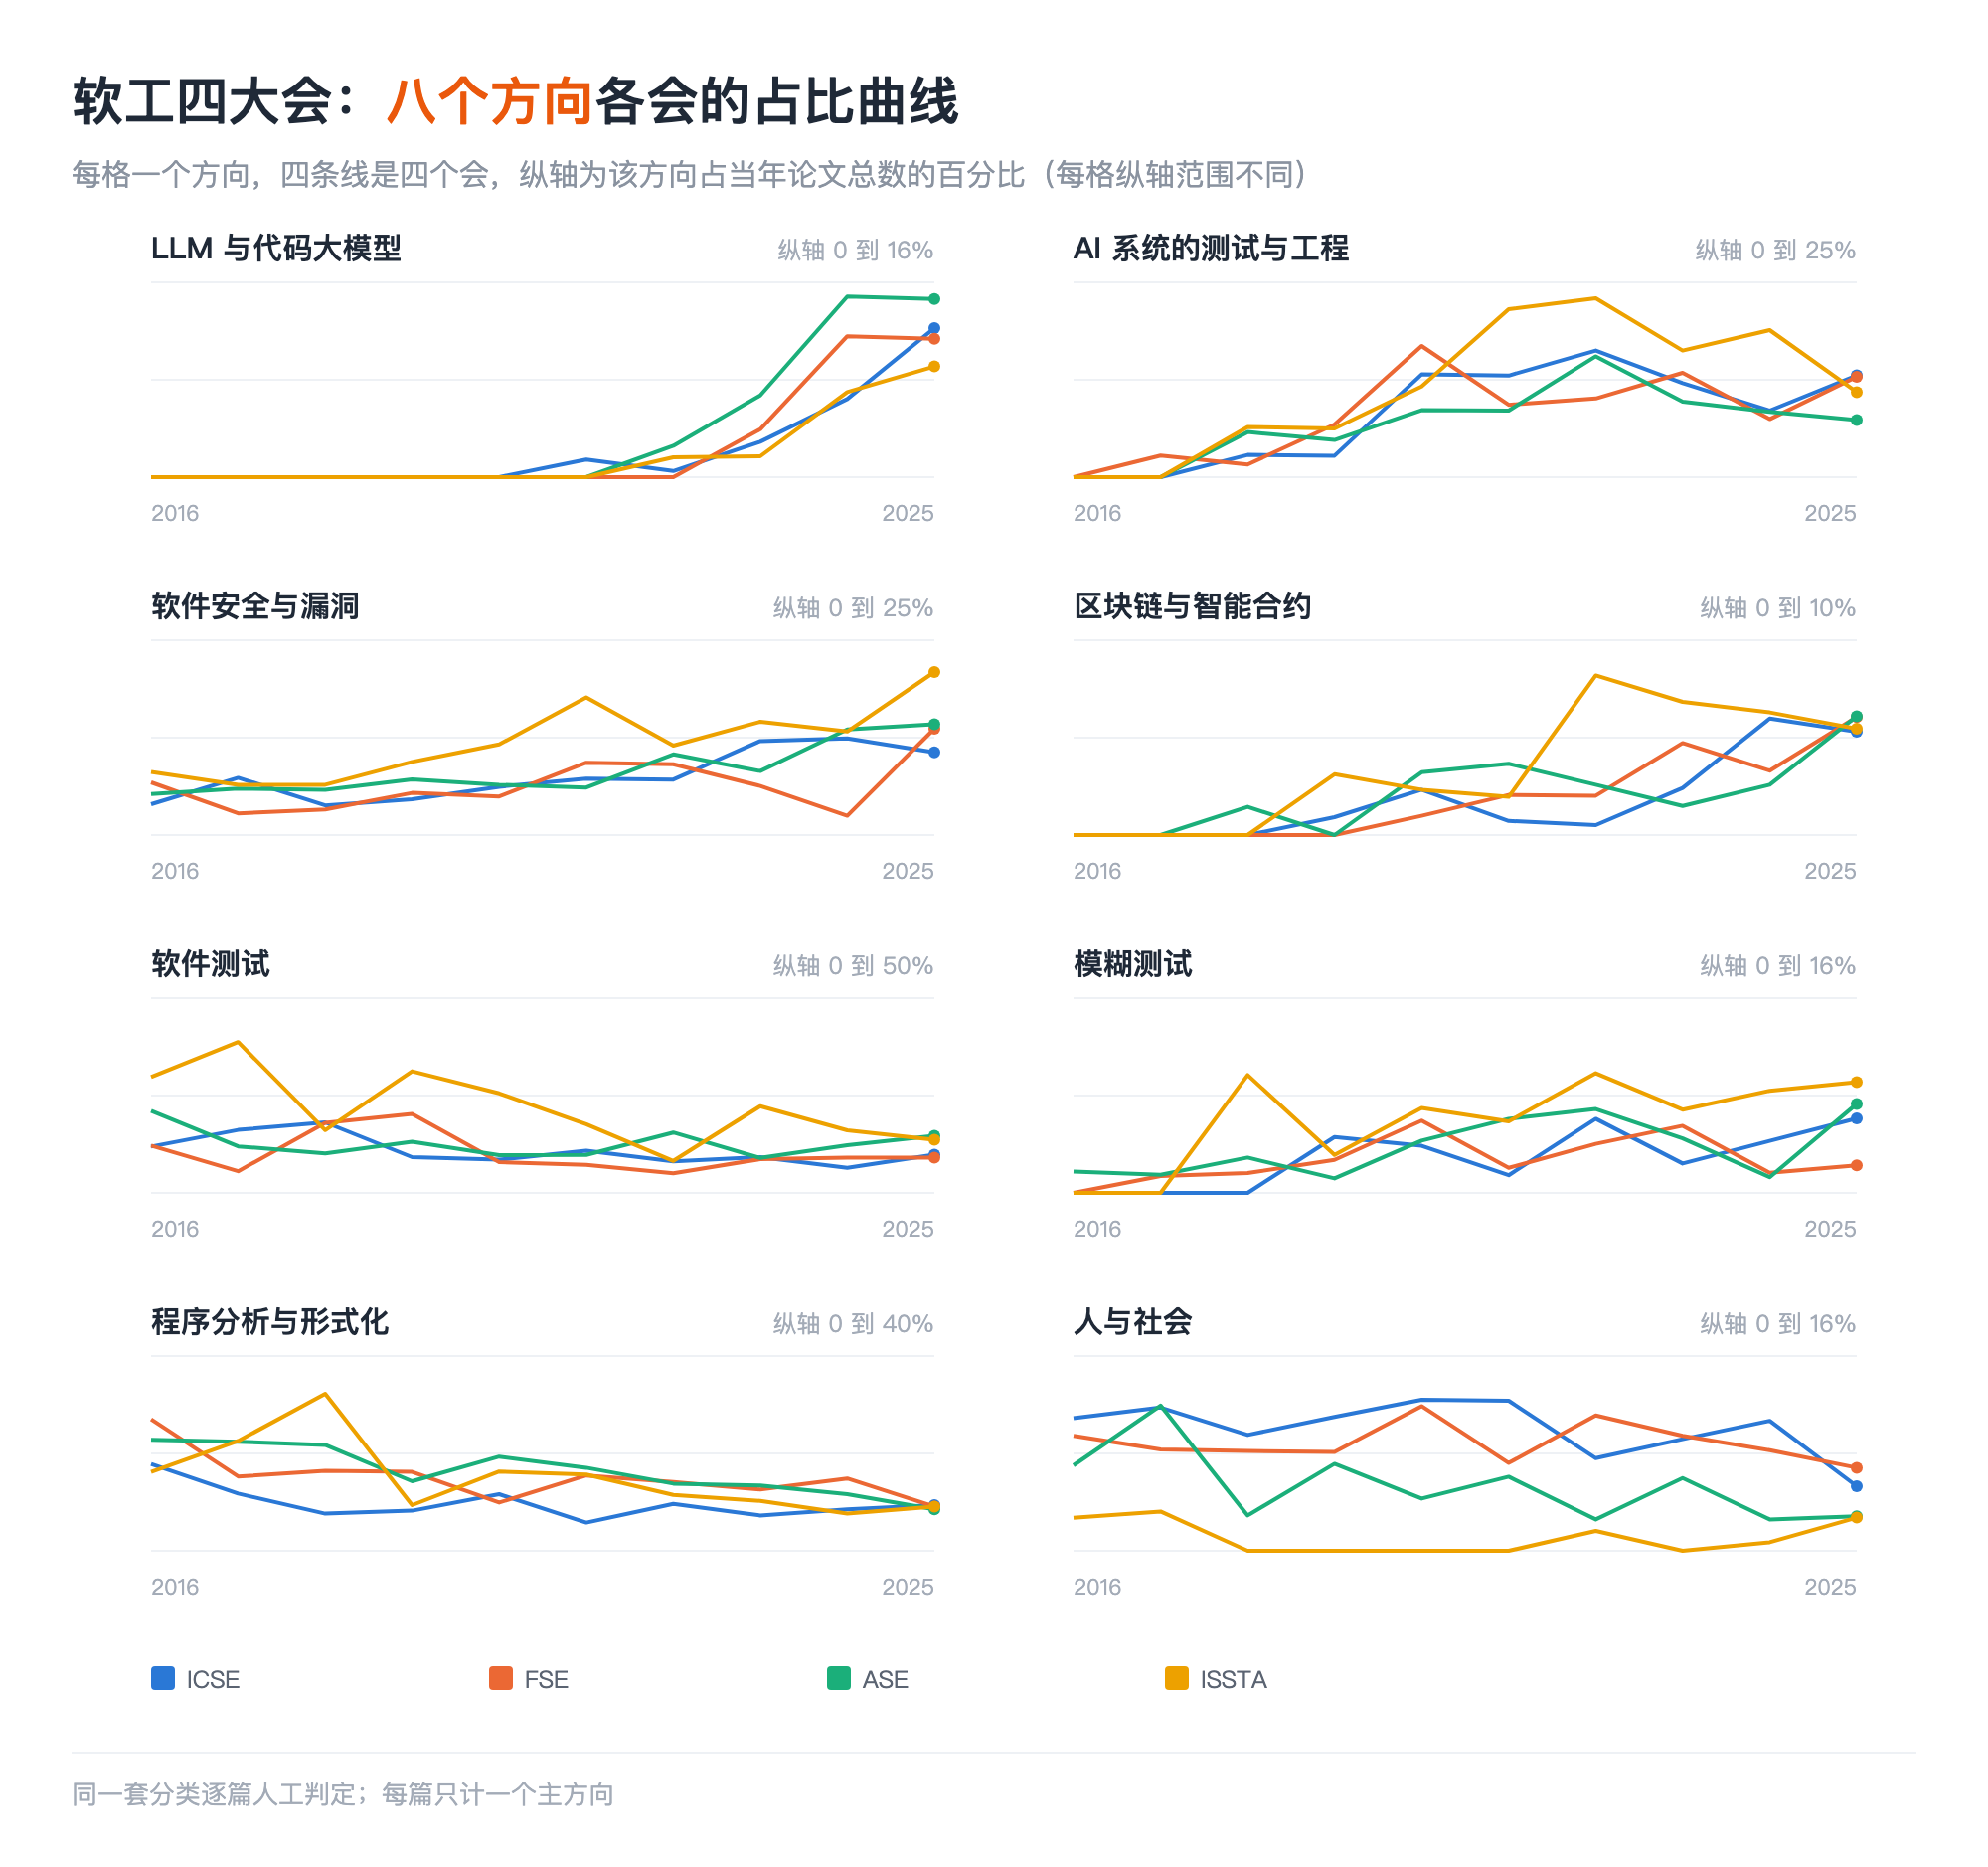 软工四大会：八个方向各会的占比曲线
每格一个方向，四条线是四个会，纵轴为该方向占当年论文总数的百分比（每格纵轴范围不同）
LLM 与代码大模型 纵轴 0 到 16%
2016 2025
AI 系统的测试与工程 纵轴 0 到 25%
2016 2025
软件安全与漏洞 纵轴 0 到 25%
2016 2025
区块链与智能合约 纵轴 0 到 10%
2016 2025
软件测试 纵轴 0 到 50%
2016 2025
模糊测试 纵轴 0 到 16%
2016 2025
程序分析与形式化 纵轴 0 到 40%
2016 2025
人与社会 纵轴 0 到 16%
2016 2025
ICSE FSE ASE ISSTA
同一套分类逐篇人工判定；每篇只计一个主方向